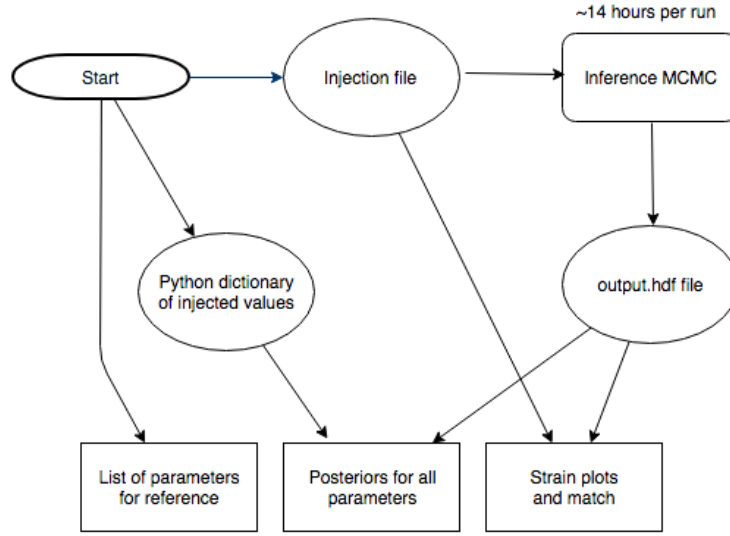 ~14 hours per run
Start
Injection file
Inference MCMC
Python dictionary
of injected values
output.hdf file
List of parameters
for reference
Posteriors for all
parameters
Strain plots
and match